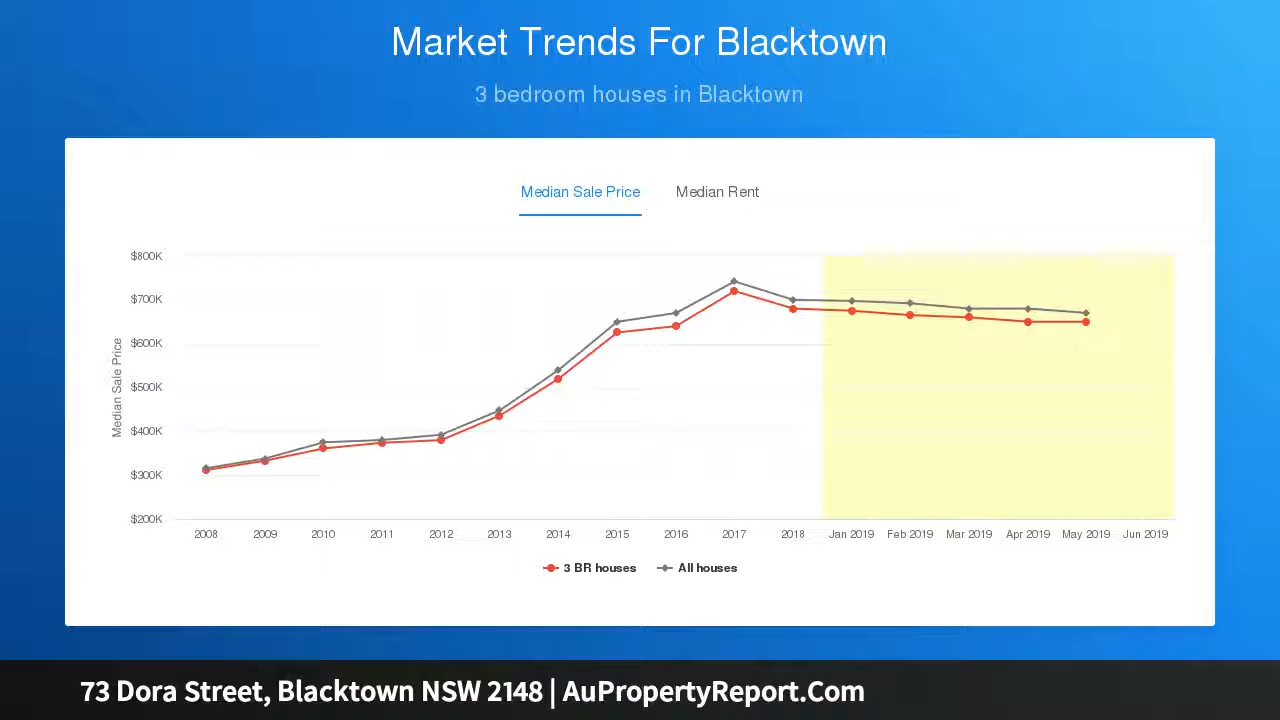 Market Trends For Blacktown
3 bedroom houses in Blacktown
Median Sale Price Median Rent
$800K
$700K
$600K
$500K
$400K
$300K
$200K
Median Sale Price
2008 2009 2010 2011 2012 2013 2014 2015 2016 2017 2018 Jan 2019 Feb 2019 Mar 2019 Apr 2019 May 2019 Jun 2019
3 BR houses All houses
73 Dora Street, Blacktown NSW 2148 | AuPropertyReport.Com